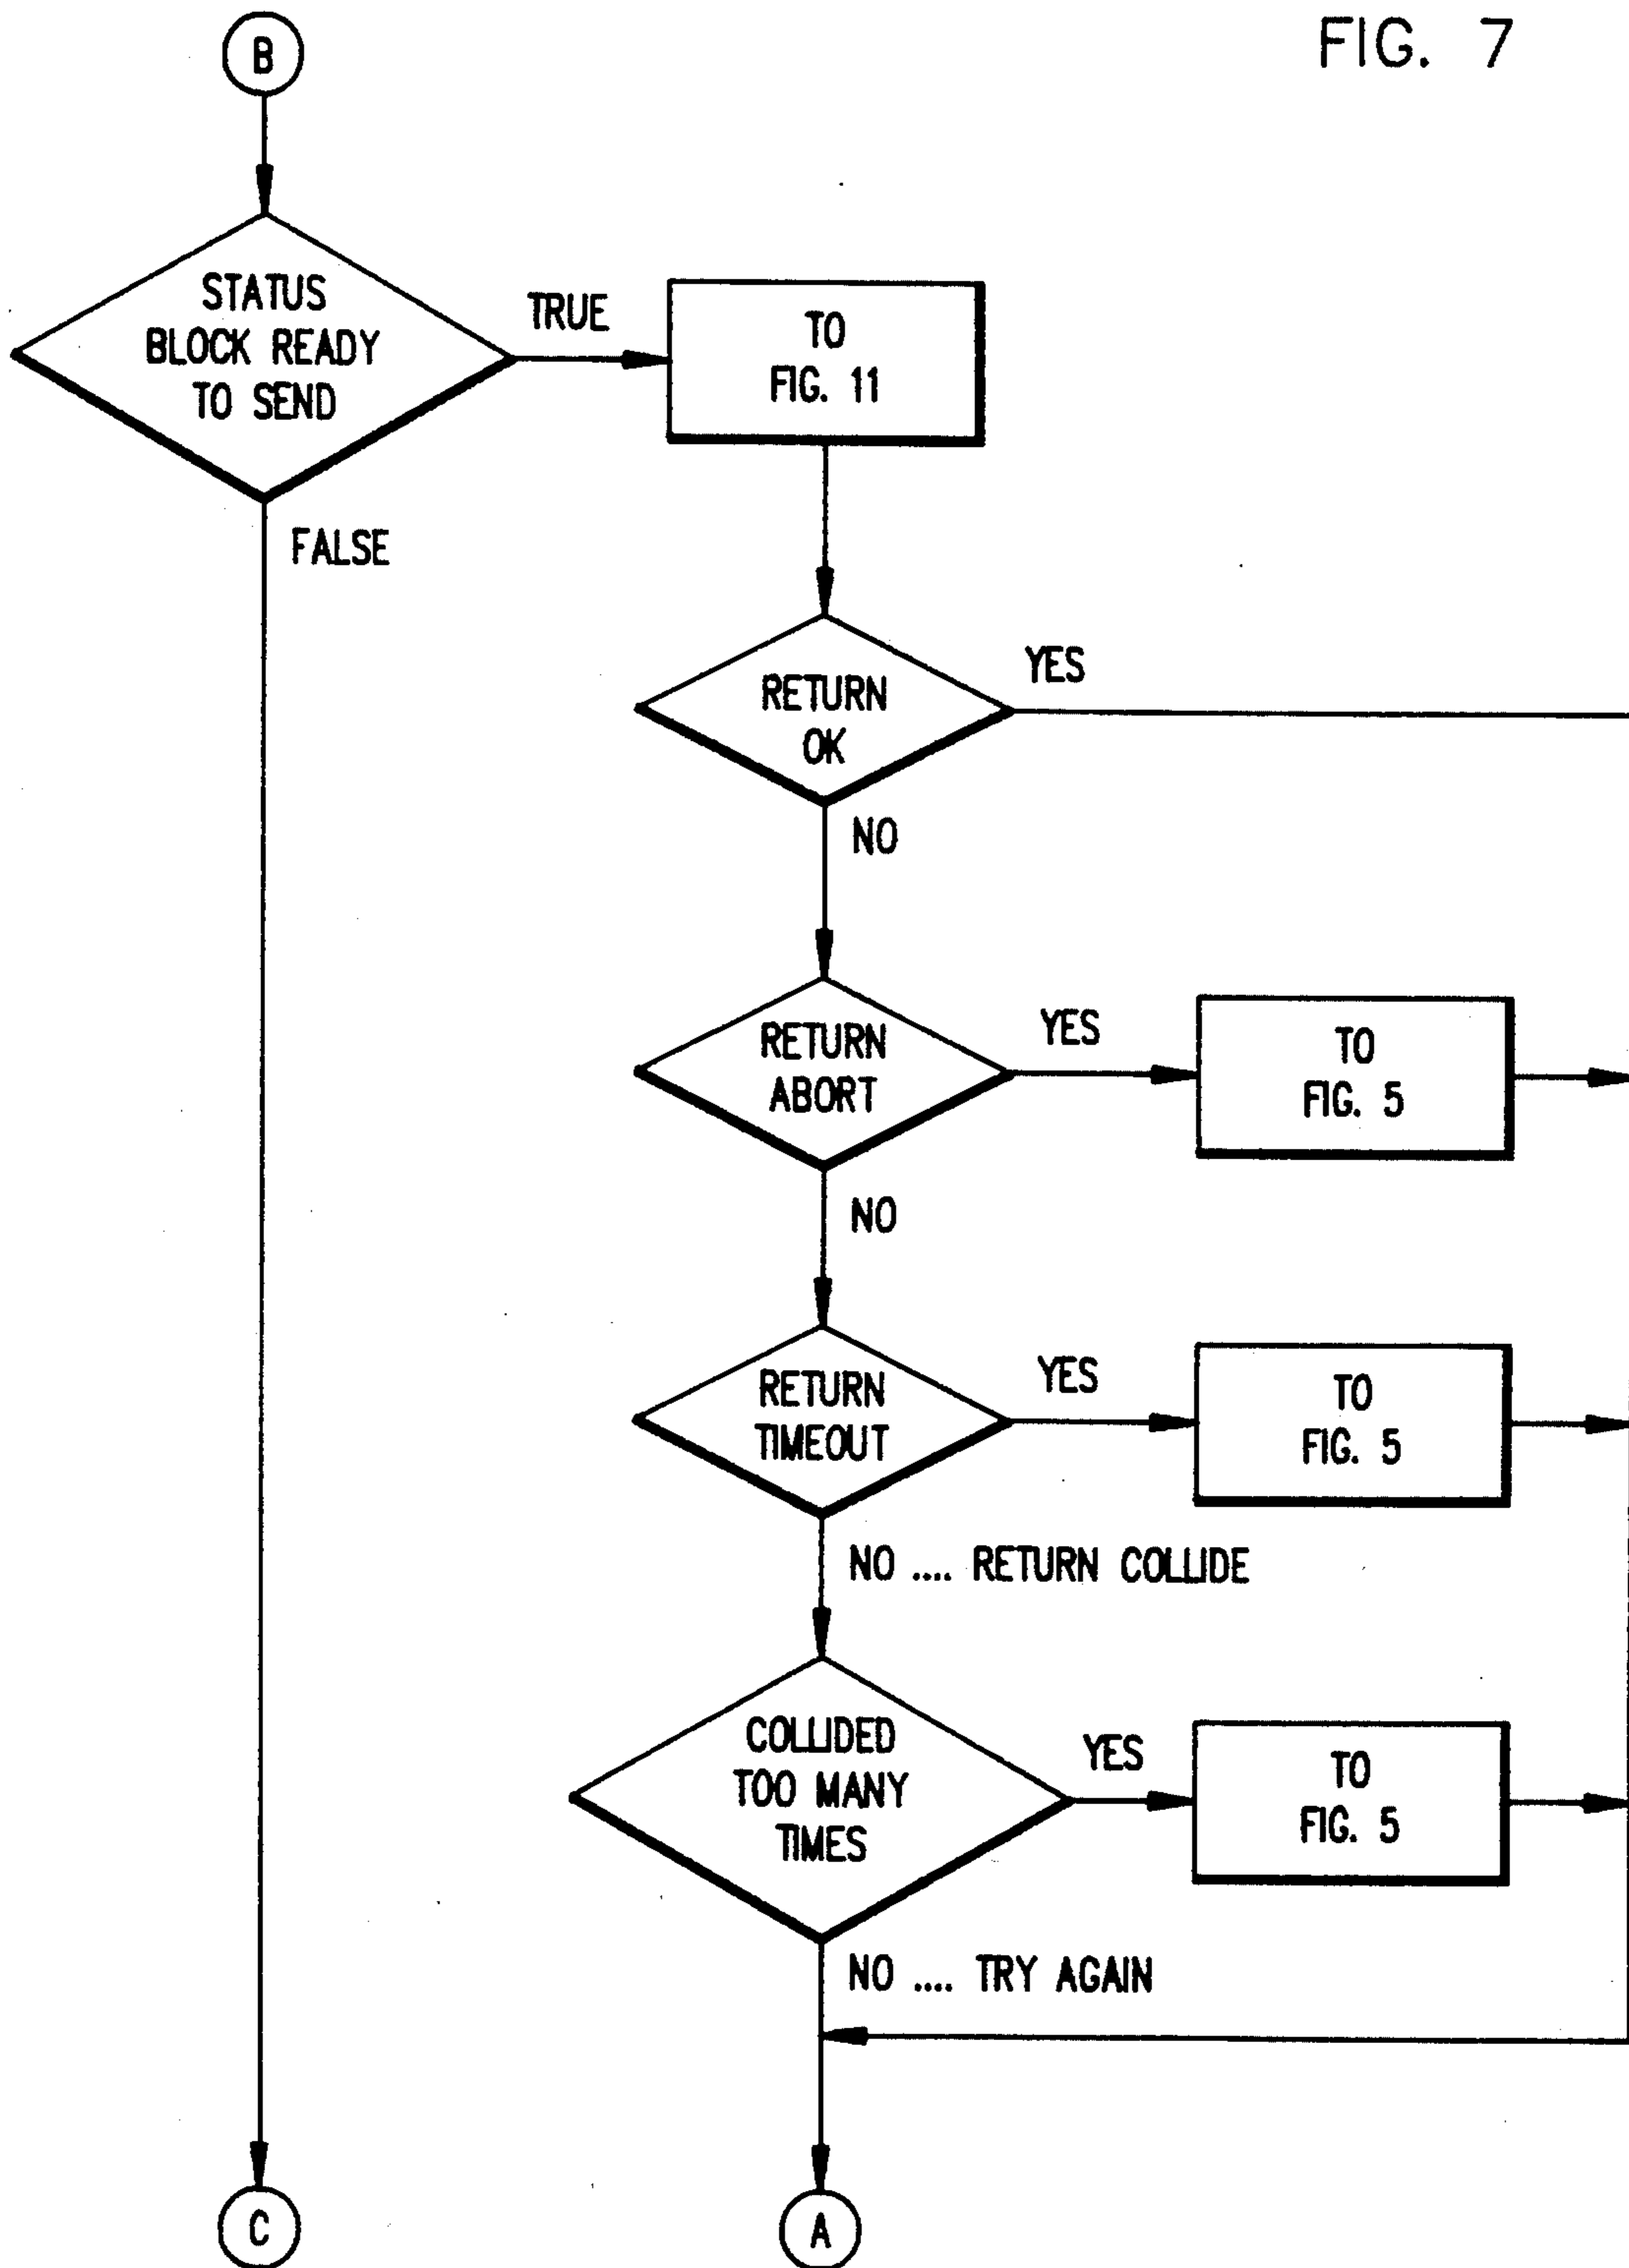 FIG. 7
B
STATUS
BLOCK READY
TO SEND
TRUE
TO
FIG. 11
FALSE
RETURN
OK
YES
NO
RETURN
ABORT
YES
TO
FIG. 5
NO
RETURN
TIMEOUT
YES
TO
FIG. 5
NO .... RETURN COLLIDE
COLLIDED
TOO MANY
TIMES
YES
TO
FIG. 5
NO .... TRY AGAIN
C
A